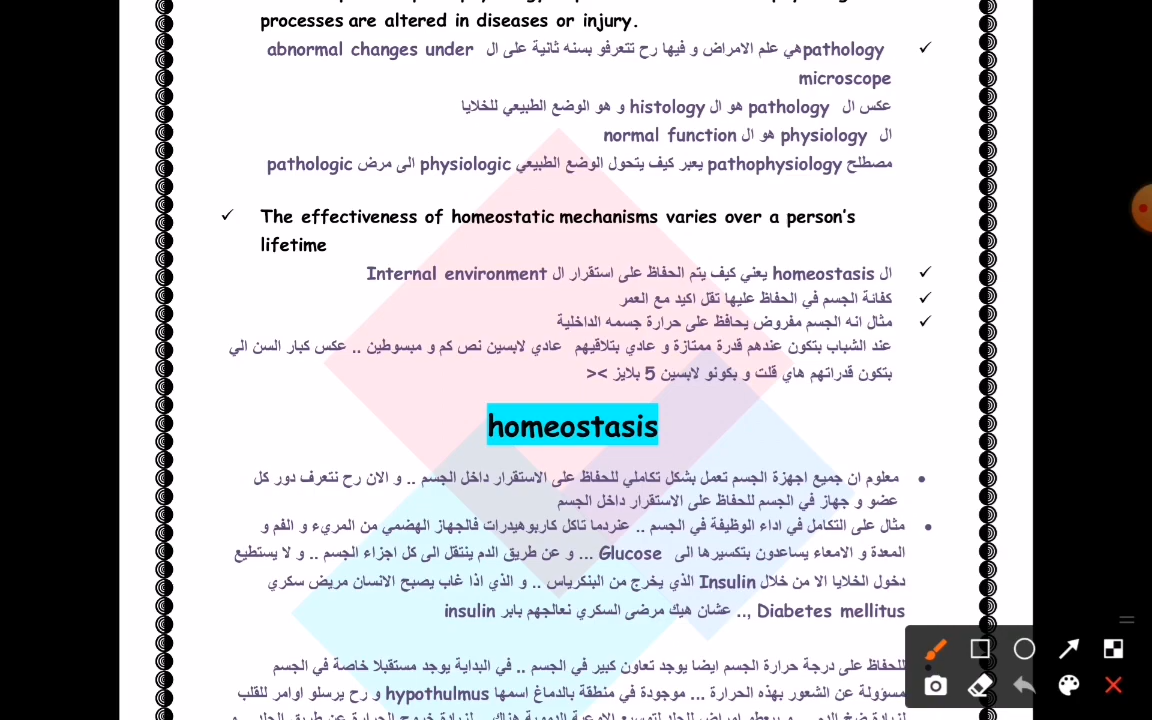 processes are altered in diseases or injury.
pathology هي علم الامراض و فيها رح تتعرفو بسنه ثانية على ال abnormal changes under
microscope
عكس ال pathology هو ال histology و هو الوضع الطبيعي للخلايا
ال physiology هو ال normal function
مصطلح pathophysiology يعبر كيف يتحول الوضع الطبيعي physiologic الى مرض pathologic
The effectiveness of homeostatic mechanisms varies over a person's
lifetime
ال homeostasis يعني كيف يتم الحفاظ على استقرار ال Internal environment
كفائة الجسم في الحفاظ عليها تقل اكيد مع العمر
مثال انه الجسم مفروض يحافظ على حرارة جسمه الداخلية
عند الشباب بتكون عندهم قدرة ممتازة و عادي بتلاقيهم عادي لابسين نص كم و مبسوطين .. عكس كبار السن الي
بتكون قدراتهم هاي قلت و بكونو لابسين 5 بلايز ><
homeostasis
معلوم ان جميع اجهزة الجسم تعمل بشكل تكاملي للحفاظ على الاستقرار داخل الجسم .. و الان رح نتعرف دور كل
عضو و جهاز في الجسم للحفاظ على الاستقرار داخل الجسم
مثال على التكامل في اداء الوظيفة في الجسم .. عنردما تاكل كاربوهيدرات فالجهاز الهضمي من المريء و الفم و
المعدة و الامعاء يساعدون بتكسيرها الى Glucose ... و عن طريق الدم ينتقل الى كل اجزاء الجسم .. و لا يستطيع
دخول الخلايا الا من خلال Insulin الذي يخرج من البنكرياس .. و الذي اذا غاب يصبح الانسان مريض سكري
Diabetes mellitus ,.. عشان هيك مرضى السكري نعالجهم بابر insulin
للحفاظ على درجة حرارة الجسم ايضا يوجد تعاون كبير في الجسم .. في البداية يوجد مستقبلا خاصة في الجسم
مسؤولة عن الشعور بهذه الحرارة ... موجودة في منطقة بالدماغ اسمها hypothulmus و رح يرسلو اوامر للقلب